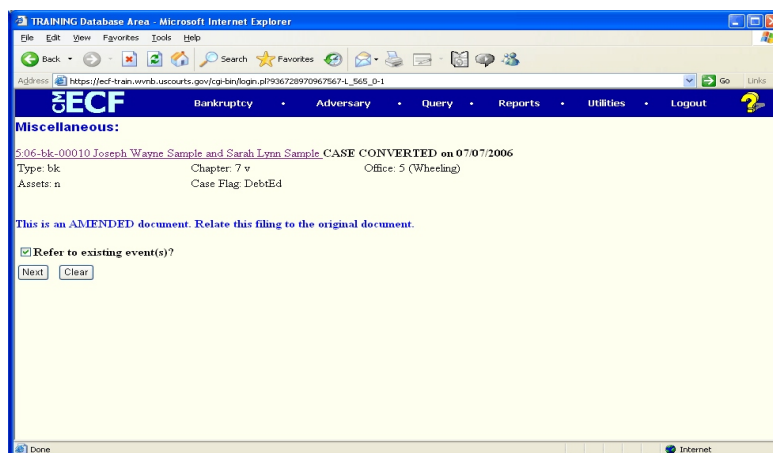 TRAINING Database Area - Microsoft Internet Explorer
File Edit View Favorites Tools Help
Back Search Favorites
Address https://ecf-train.wvnb.uscourts.gov/cgi-bin/login.pl?936728970967567-L_565_0-1 Go Links
CM ECF Bankruptcy • Adversary • Query • Reports • Utilities • Logout ?
Miscellaneous:
5:06-bk-00010 Joseph Wayne Sample and Sarah Lynn Sample CASE CONVERTED on 07/07/2006
Type: bk Chapter: 7 v Office: 5 (Wheeling)
Assets: n Case Flag: DebtEd
This is an AMENDED document. Relate this filing to the original document.
Refer to existing event(s)?
Next Clear
Done Internet